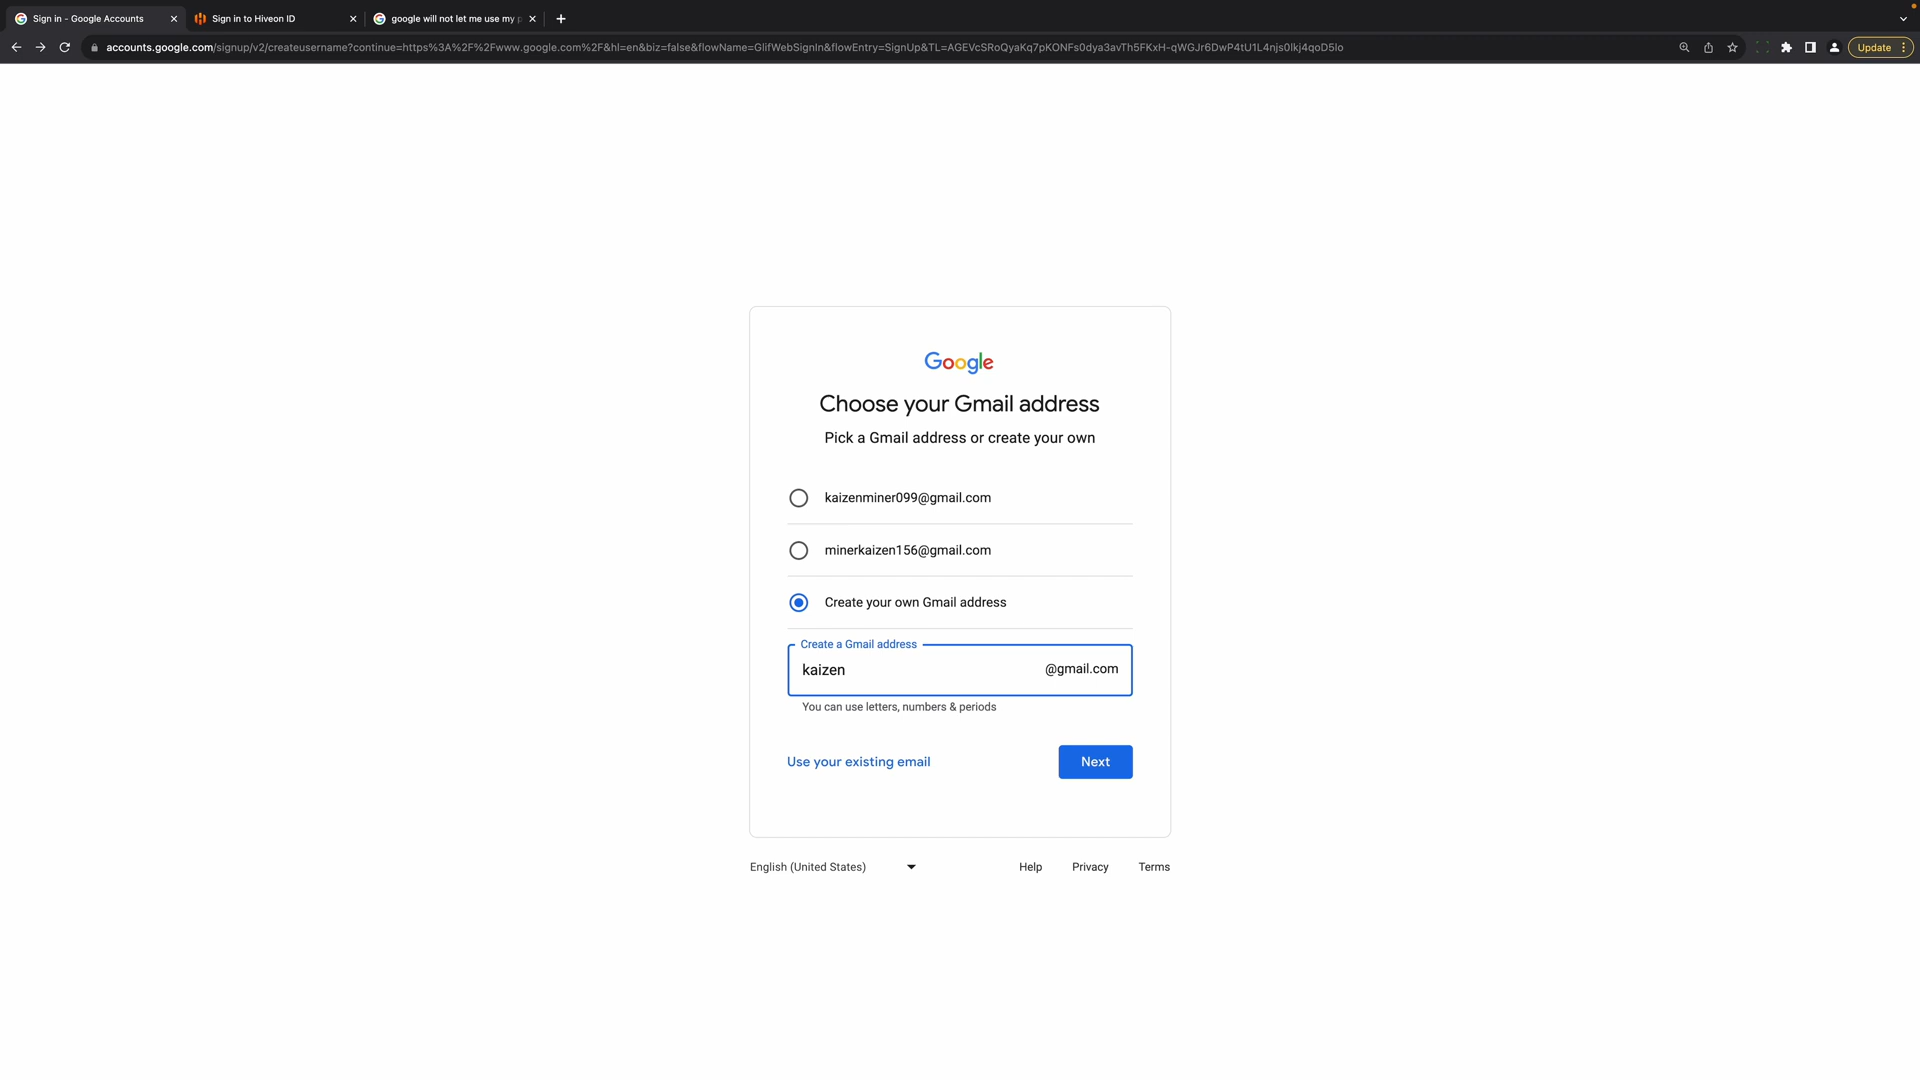 Sign in - Google Accounts
Sign in to Hiveon ID
google will not let me use my p
accounts.google.com/signup/v2/createusername?continue=https%3A%2F%2Fwww.google.com%2F&hl=en&biz=false&flowName=GlifWebSignIn&flowEntry=SignUp&TL=AGEVcSRoQyaKq7pKONFs0dya3avTh5FKxH-qWGJr6DwP4tU1L4njs0lkj4qoD5lo
Update
Google
Choose your Gmail address
Pick a Gmail address or create your own
kaizenminer099@gmail.com
minerkaizen156@gmail.com
Create your own Gmail address
Create a Gmail address
kaizen @gmail.com
You can use letters, numbers & periods
Use your existing email Next
English (United States) Help Privacy Terms